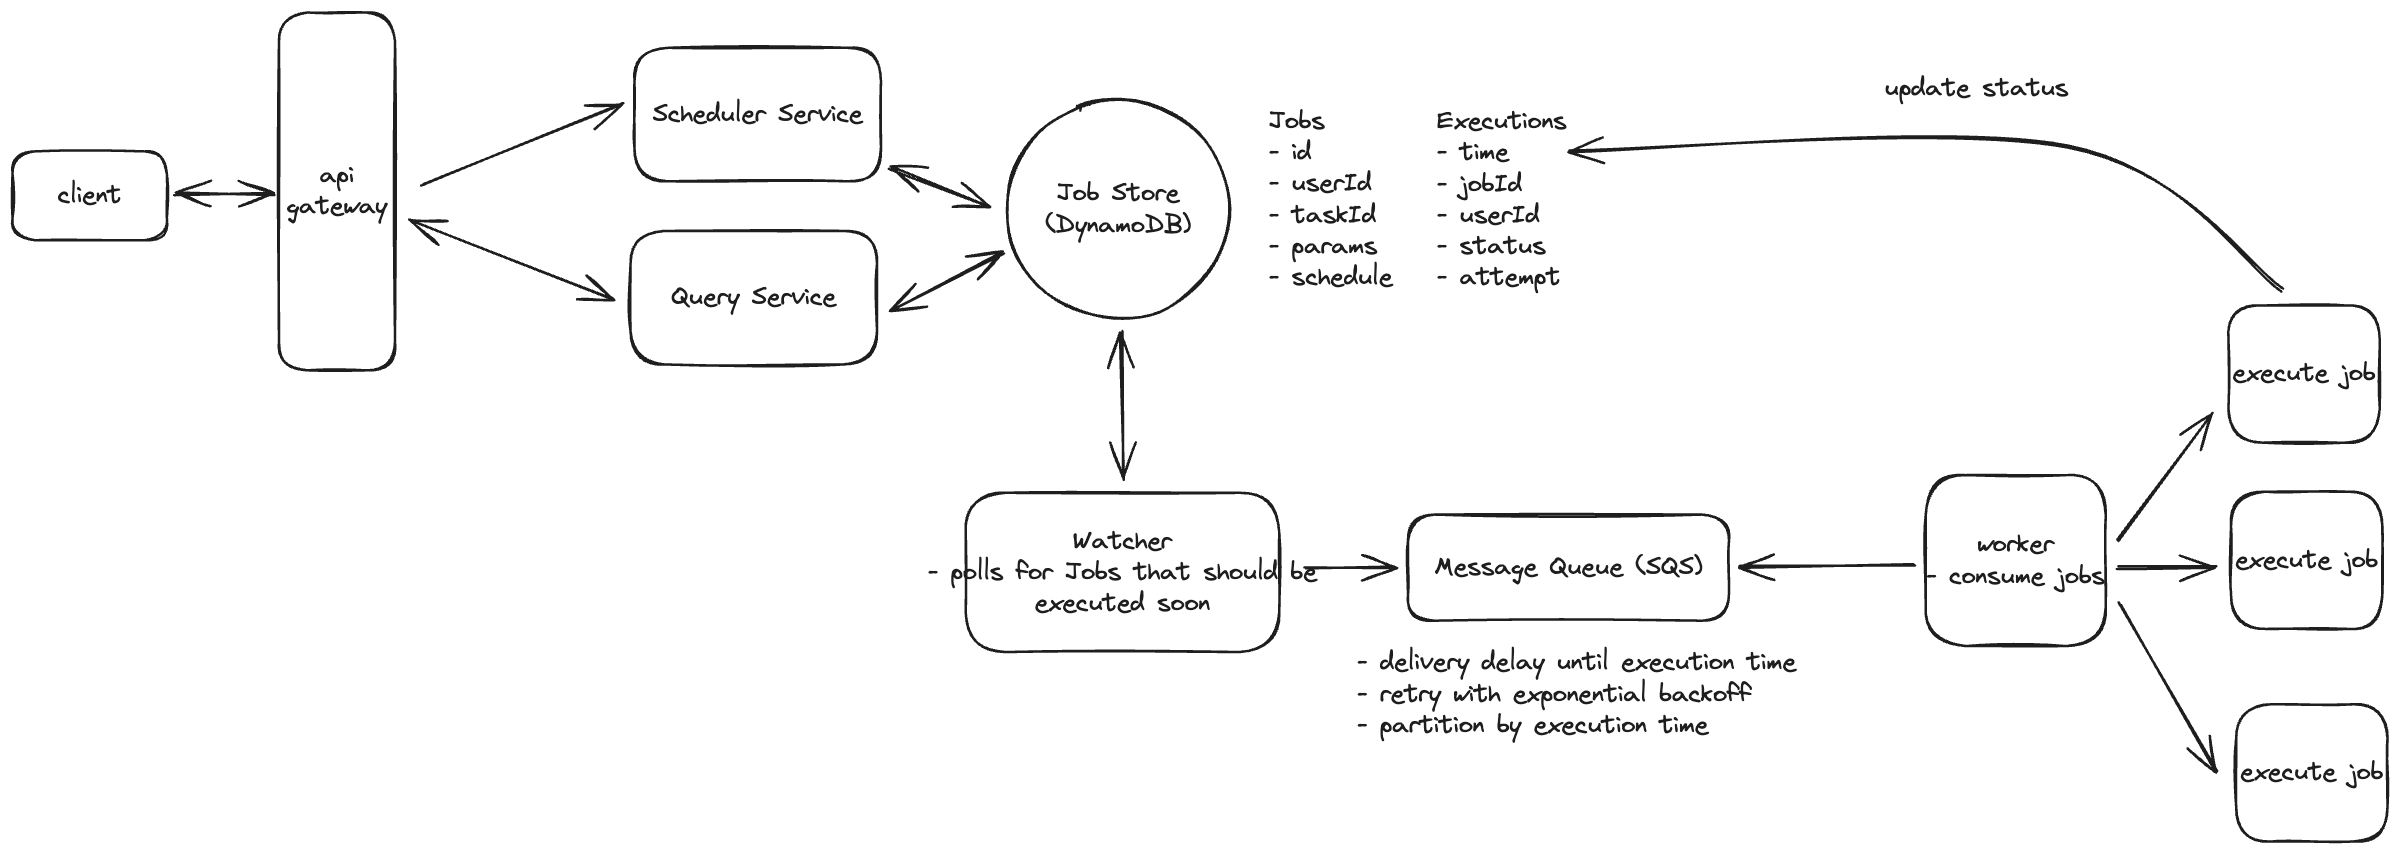 client
api
gateway
Scheduler Service
Query Service
Job Store
(DynamoDB)
Jobs
- id
- userId
- taskId
- params
- schedule
Executions
- time
- jobId
- userId
- status
- attempt
update status
Watcher
- polls for Jobs that should be
executed soon
Message Queue (SQS)
- delivery delay until execution time
- retry with exponential backoff
- partition by execution time
worker
- consume jobs
execute job
execute job
execute job